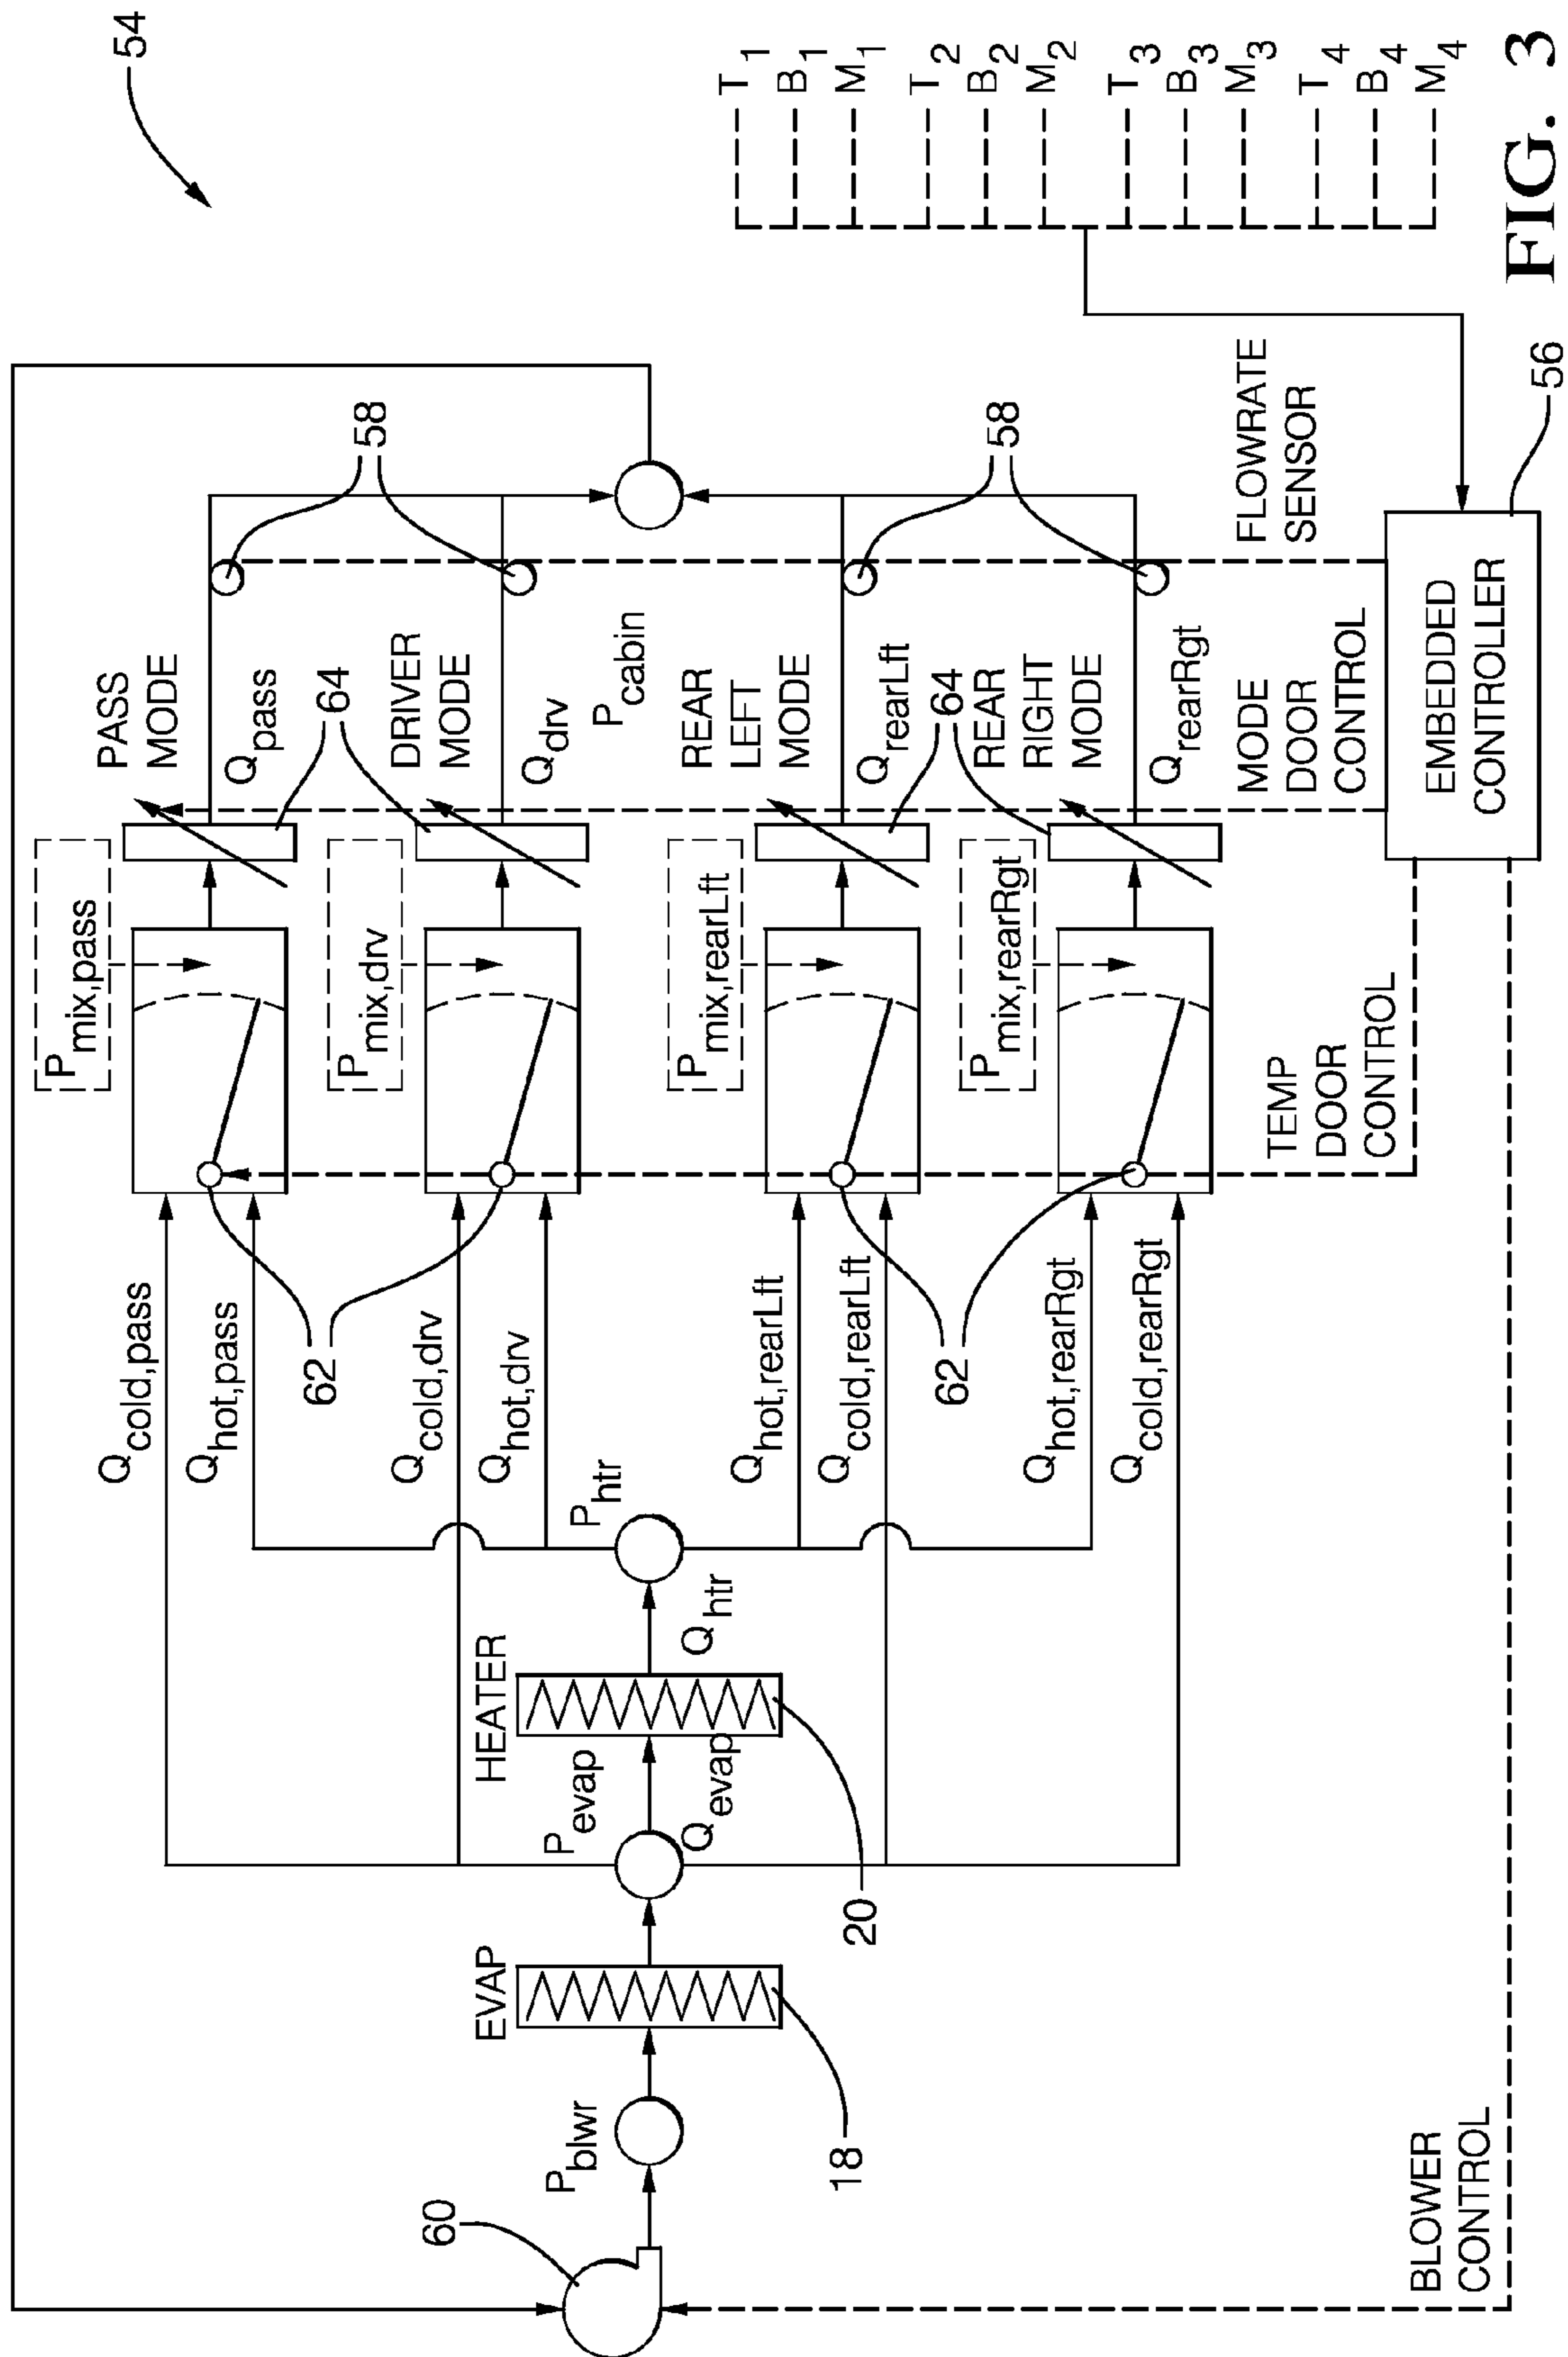 54
T1
B1
M1
T2
B2
M2
T3
B3
M3
T4
B4
M4
FIG. 3
PASS
MODE
Qpass
64
58
DRIVER
MODE
Qdrv
Pcabin
REAR
LEFT
MODE
QrearLft
64
58
REAR
RIGHT
MODE
QrearRgt
FLOWRATE
SENSOR
MODE
DOOR
CONTROL
EMBEDDED
CONTROLLER
56
Pmix,pass
Pmix,drv
Pmix,rearLft
Pmix,rearRgt
TEMP
DOOR
CONTROL
Qcold,pass
Qhot,pass
62
Qcold,drv
Qhot,drv
Qhot,rearLft
Qcold,rearLft
62
Qhot,rearRgt
Qcold,rearRgt
Phtr
Qhtr
HEATER
Pevap
Qevap
20
EVAP
18
Pblwr
60
BLOWER
CONTROL